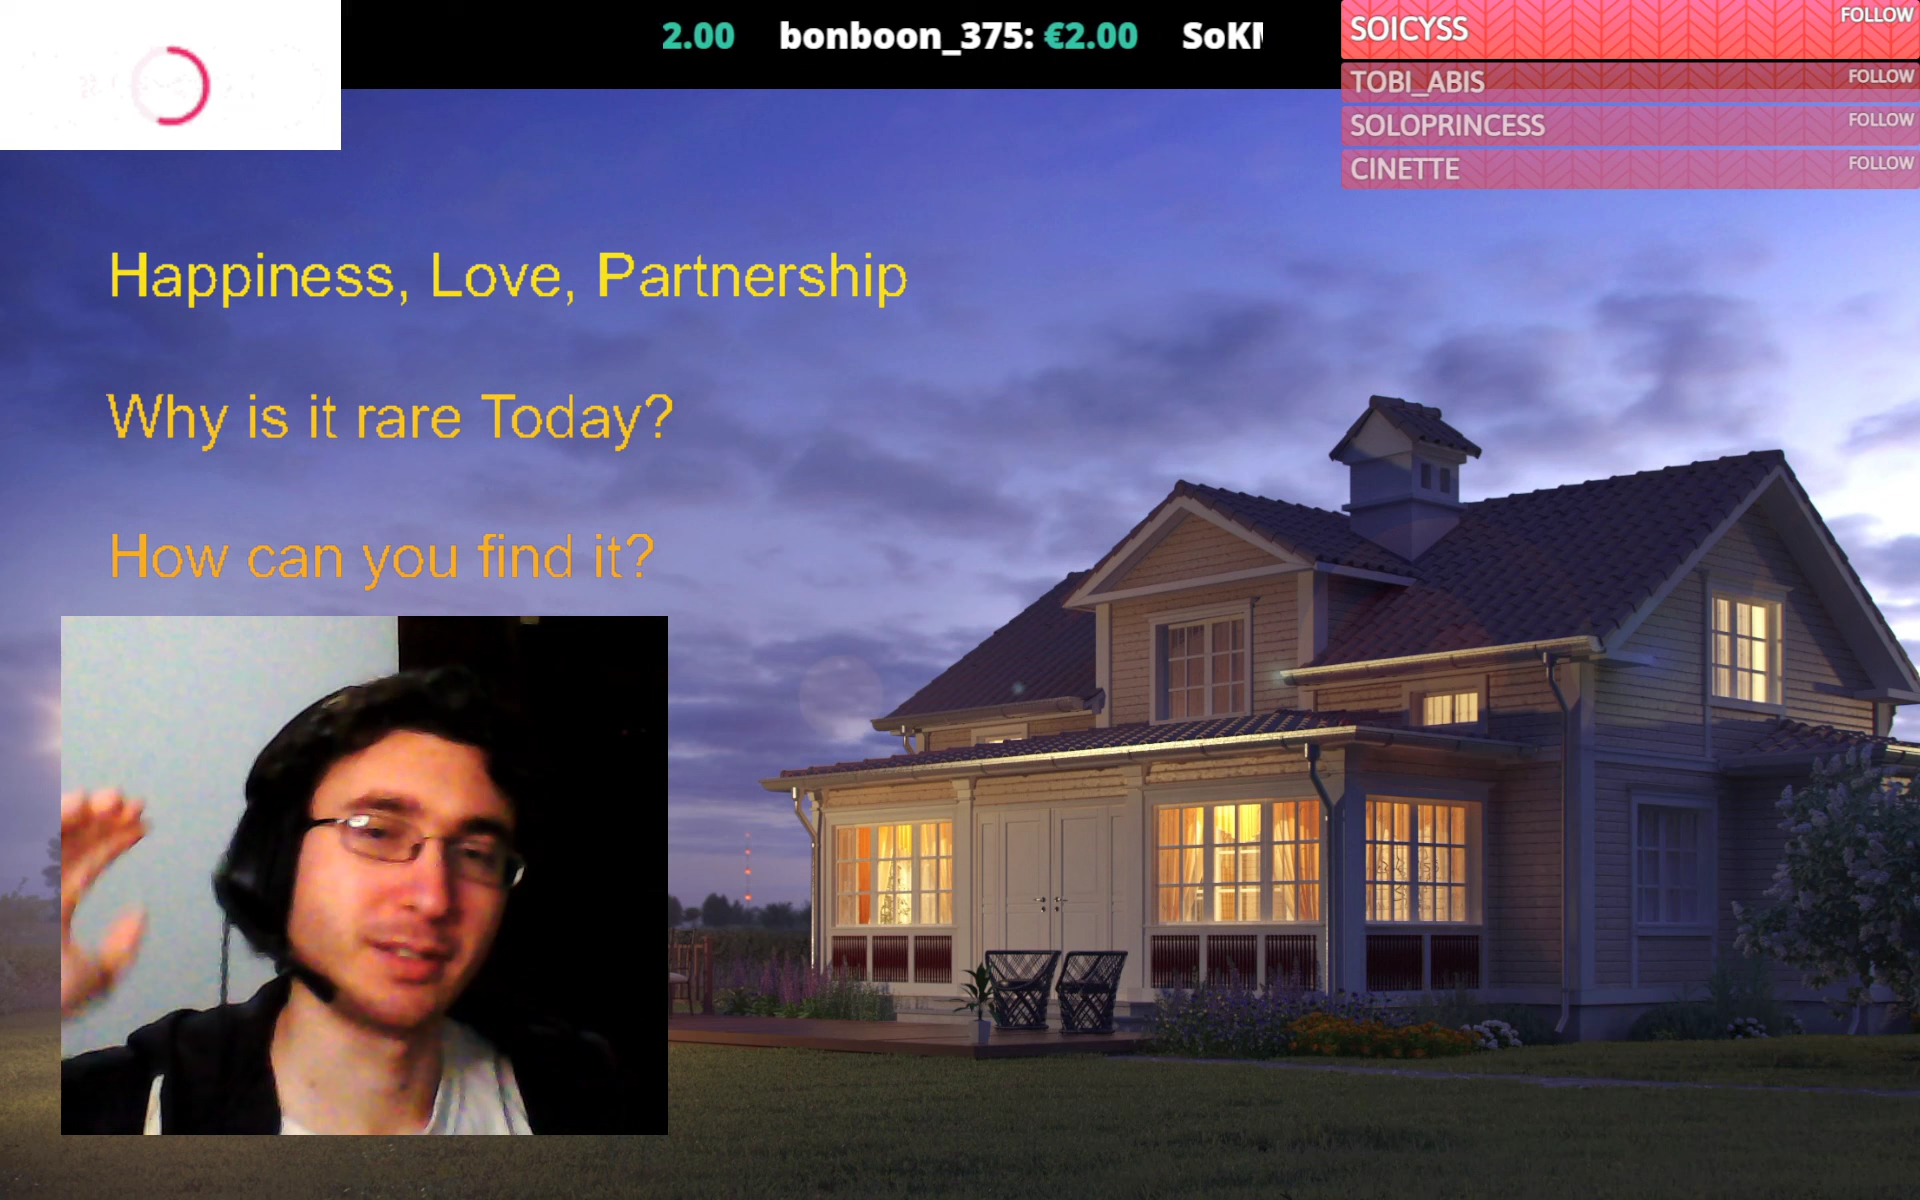 2.00 bonboon_375: €2.00
SOICYSS FOLLOW
TOBI_ABIS FOLLOW
SOLOPRINCESS FOLLOW
CINETTE FOLLOW
Happiness, Love, Partnership
Why is it rare Today?
How can you find it?